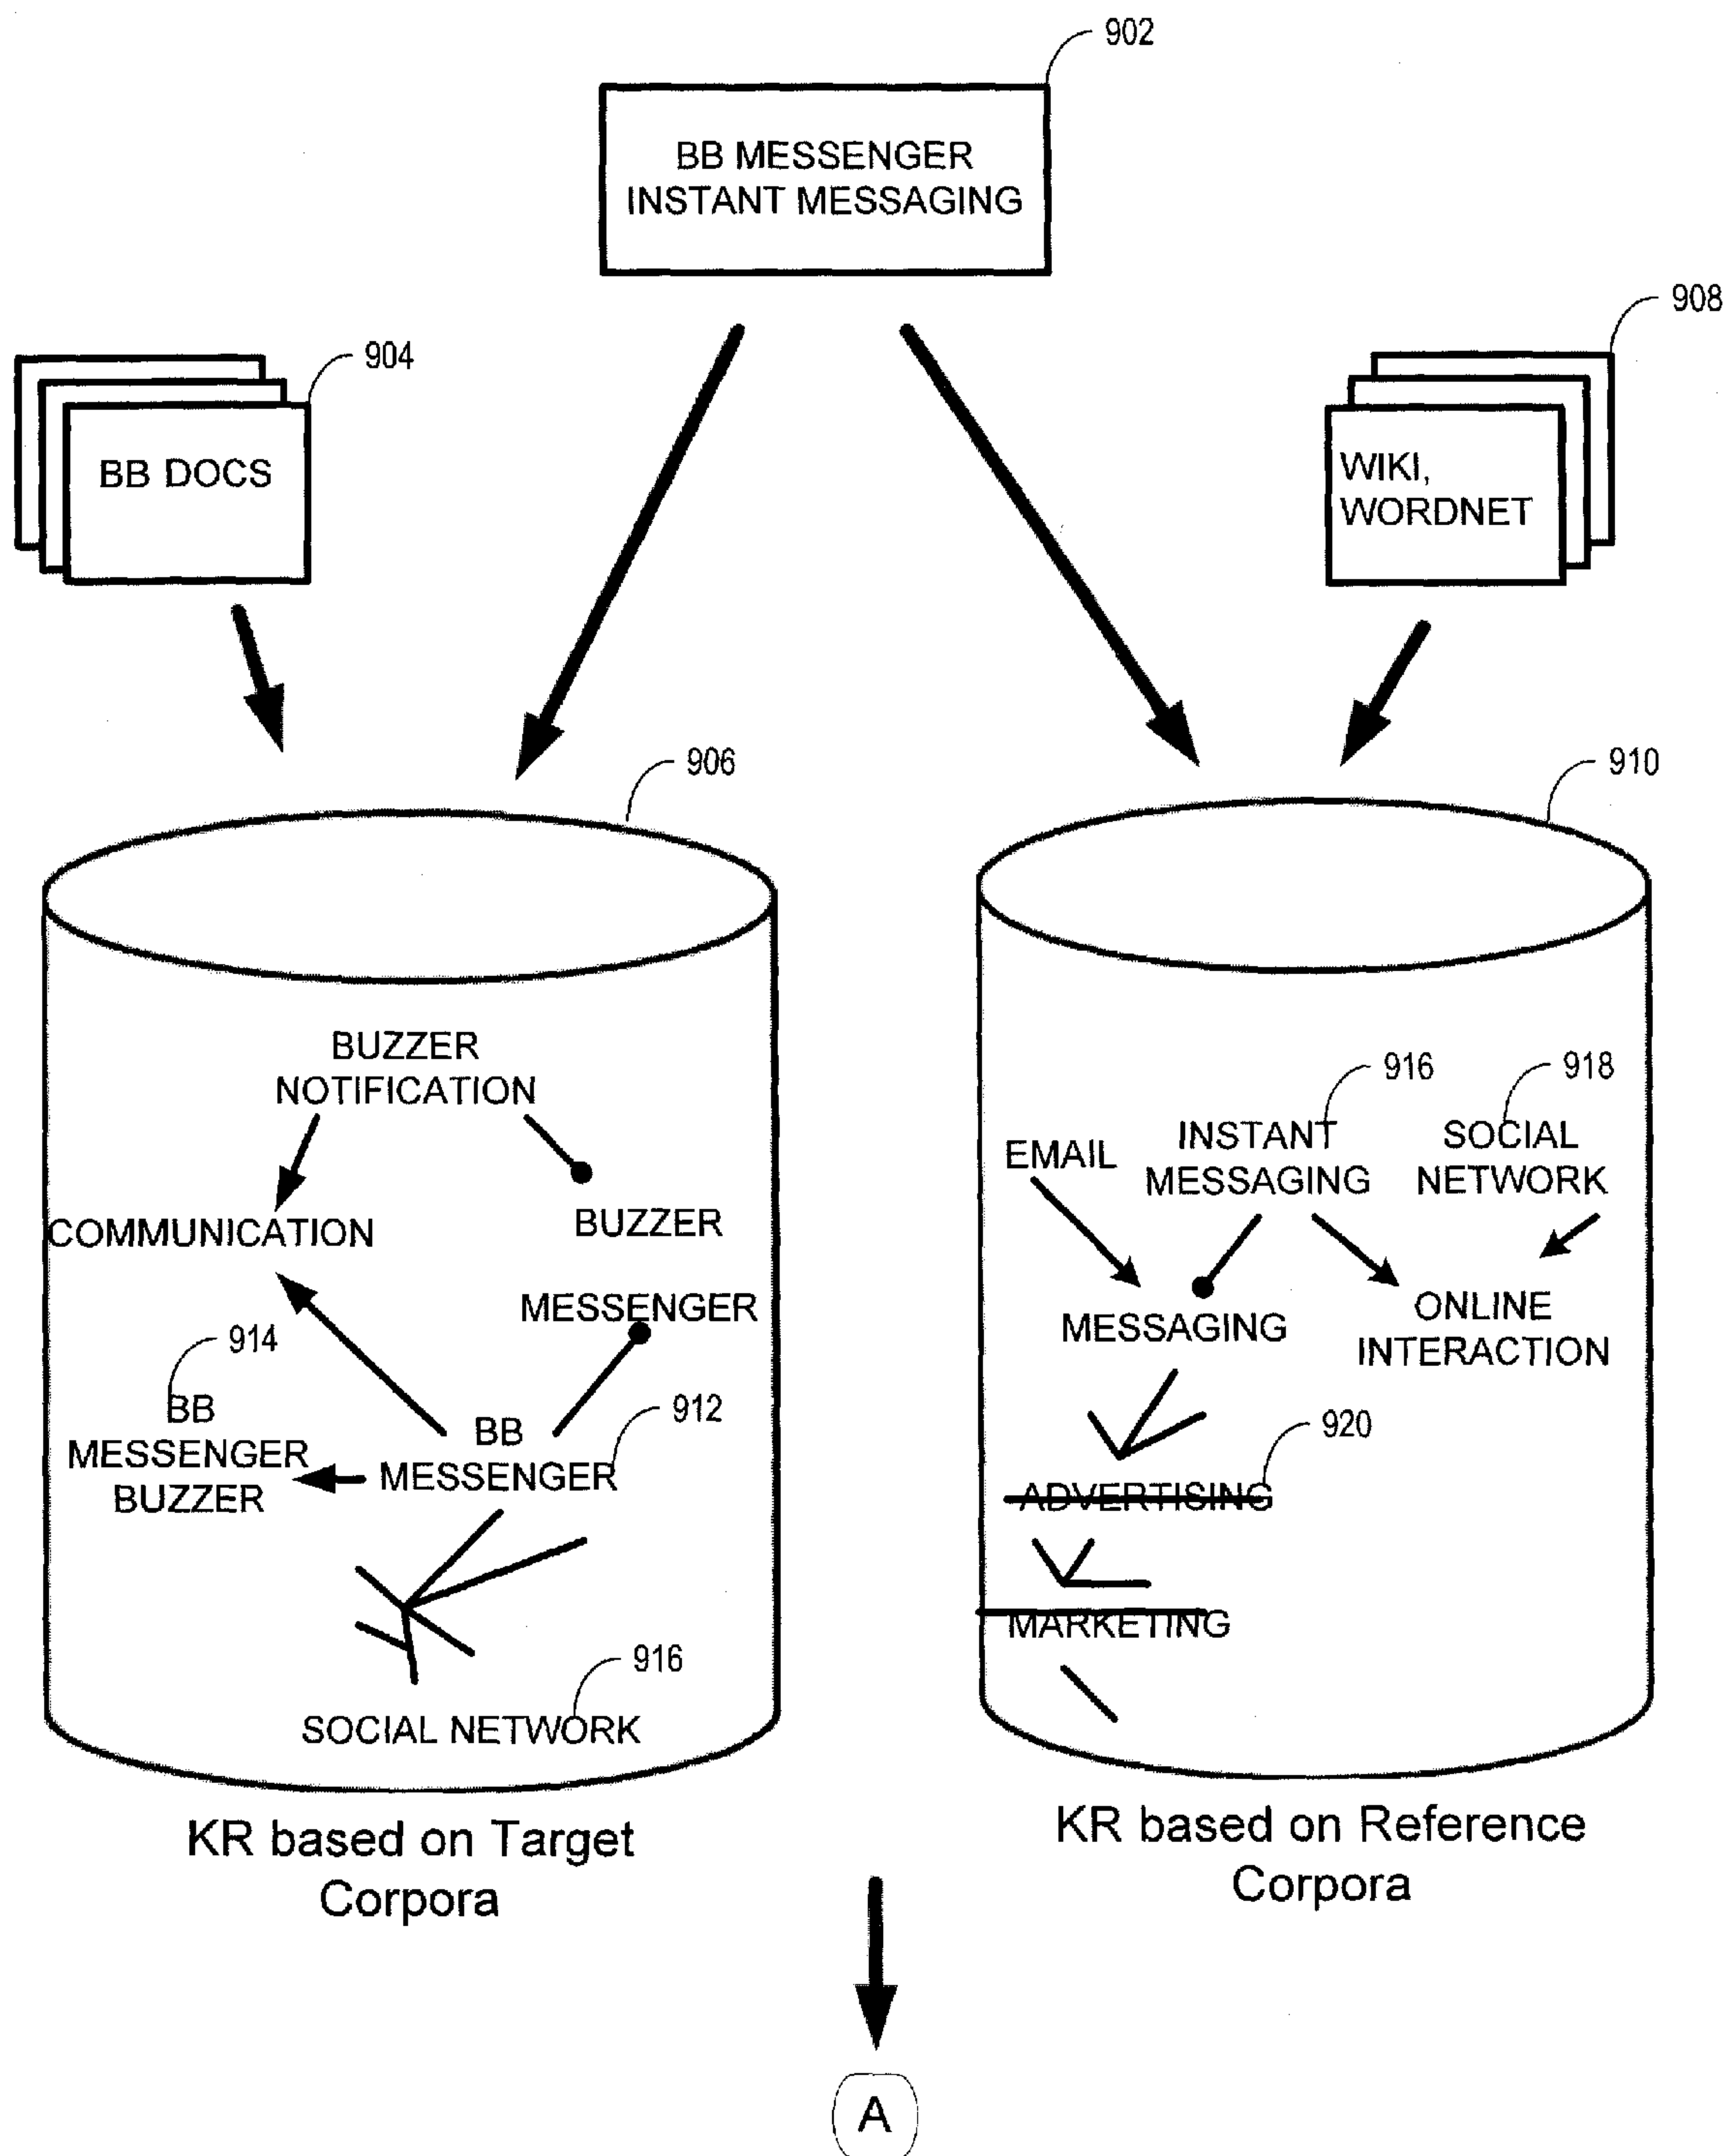 902
BB MESSENGER
INSTANT MESSAGING
908
904
BB DOCS
WIKI,
WORDNET
906
910
BUZZER
NOTIFICATION
COMMUNICATION
BUZZER
MESSENGER
914
BB
MESSENGER
BUZZER
912
BB
MESSENGER
916
SOCIAL NETWORK
916
918
EMAIL
INSTANT
MESSAGING
SOCIAL
NETWORK
MESSAGING
ONLINE
INTERACTION
920
ADVERTISING
MARKETING
KR based on Target
Corpora
KR based on Reference
Corpora
A